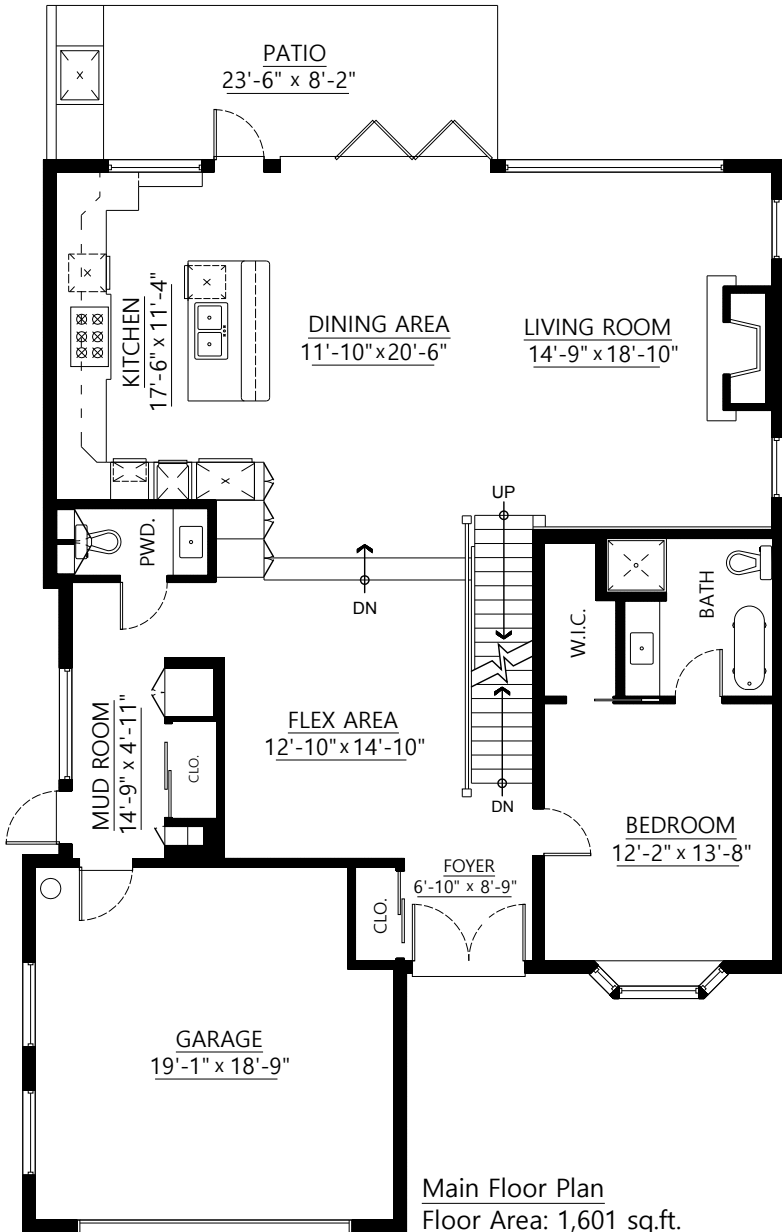 PATIO
23'-6" x 8'-2"
KITCHEN
17'-6" x 11'-4"
DINING AREA
11'-10" x 20'-6"
LIVING ROOM
14'-9" x 18'-10"
UP
PWD.
DN
W.I.C.
BATH
MUD ROOM
14'-9" x 4'-11"
CLO.
FLEX AREA
12'-10" x 14'-10"
DN
BEDROOM
12'-2" x 13'-8"
FOYER
6'-10" x 8'-9"
CLO.
GARAGE
19'-1" x 18'-9"
Main Floor Plan
Floor Area: 1,601 sq.ft.